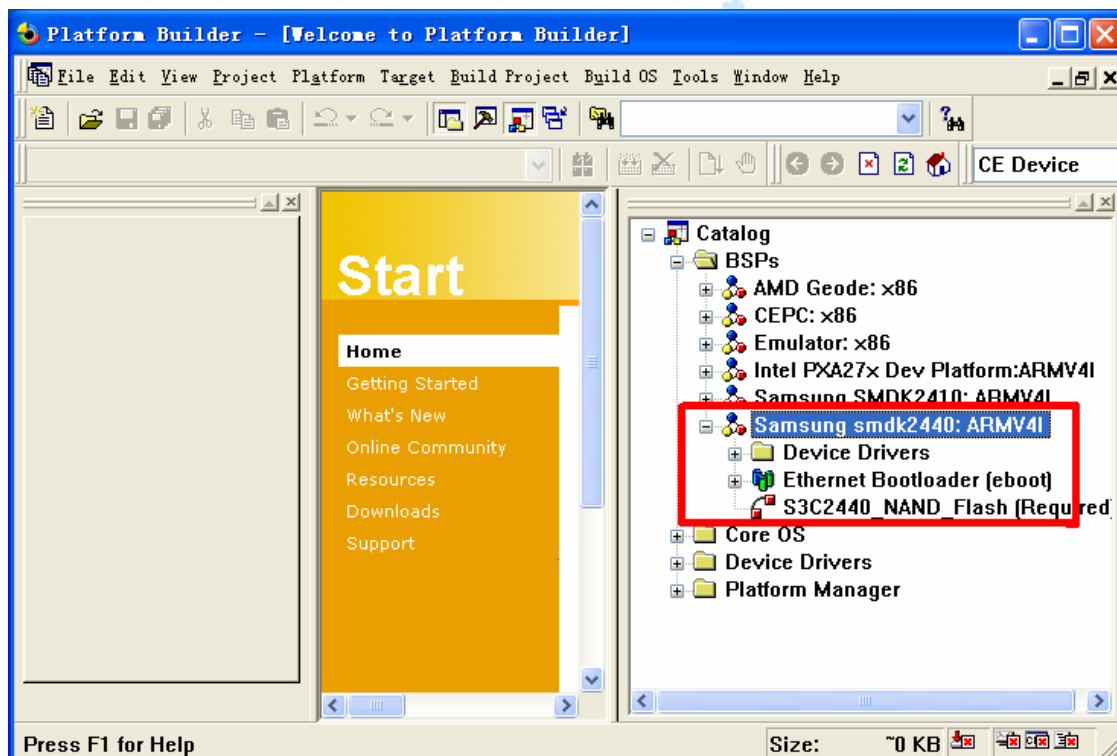 Platform Builder - [Welcome to Platform Builder]
File Edit View Project Platform Target Build Project Build OS Tools Window Help
CE Device
Start
Home
Getting Started
What's New
Online Community
Resources
Downloads
Support
Catalog
BSPs
AMD Geode: x86
CEPC: x86
Emulator: x86
Intel PXA27x Dev Platform:ARMV4I
Samsung SMDK2410: ARMV4I
Samsung smdk2440: ARMV4I
Device Drivers
Ethernet Bootloader (eboot)
S3C2440_NAND_Flash (Required
Core OS
Device Drivers
Platform Manager
Press F1 for Help
Size: ~0 KB